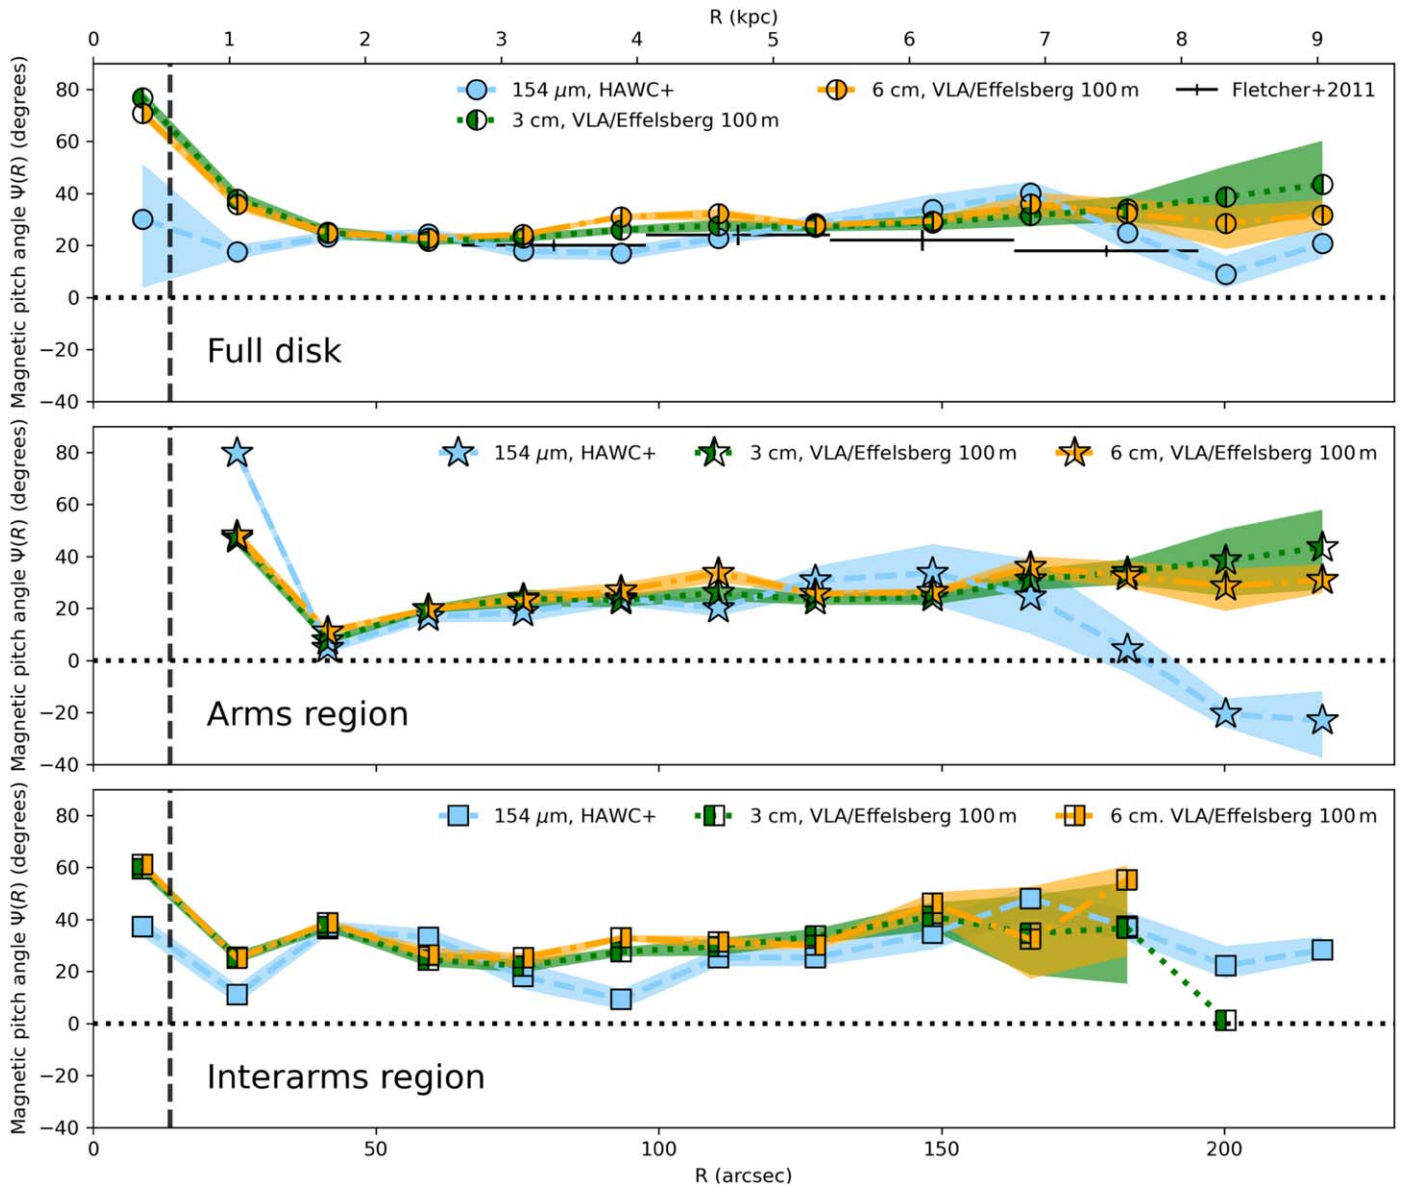 R (kpc)
0 1 2 3 4 5 6 7 8 9
Magnetic pitch angle Ψ(R) (degrees)
80
60
40
20
0
−20
−40
154 μm, HAWC+
3 cm, VLA/Effelsberg 100 m
6 cm, VLA/Effelsberg 100 m
Fletcher+2011
Full disk
Magnetic pitch angle Ψ(R) (degrees)
80
60
40
20
0
−20
−40
154 μm, HAWC+
3 cm, VLA/Effelsberg 100 m
6 cm, VLA/Effelsberg 100 m
Arms region
Magnetic pitch angle Ψ(R) (degrees)
80
60
40
20
0
−20
−40
154 μm, HAWC+
3 cm, VLA/Effelsberg 100 m
6 cm. VLA/Effelsberg 100 m
Interarms region
0 50 100 150 200
R (arcsec)